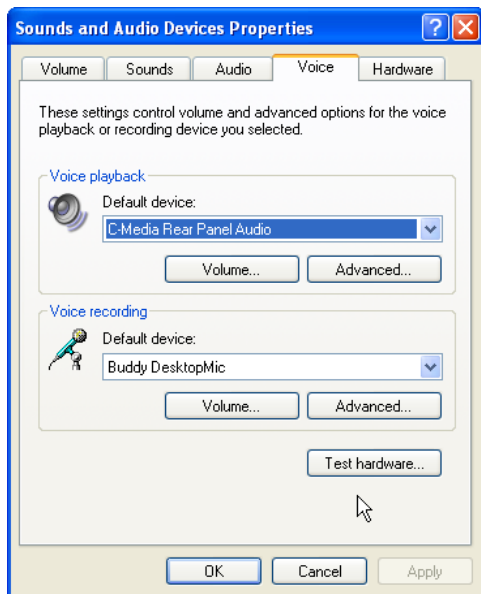 Sounds and Audio Devices Properties
Volume Sounds Audio Voice Hardware
These settings control volume and advanced options for the voice
playback or recording device you selected.
Voice playback
Default device:
C-Media Rear Panel Audio
Volume... Advanced...
Voice recording
Default device:
Buddy DesktopMic
Volume... Advanced...
Test hardware...
OK Cancel Apply